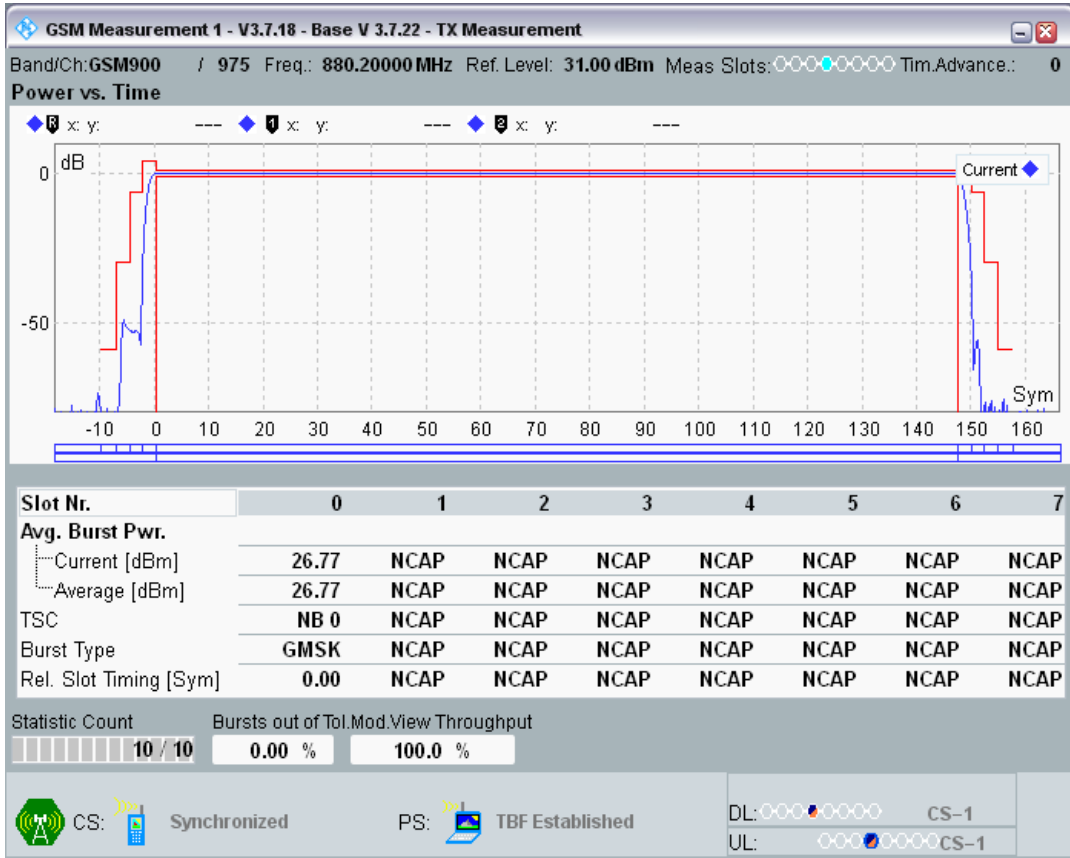 GSM Measurement 1 - V3.7.18 - Base V 3.7.22 - TX Measurement
Band/Ch:GSM900 / 975 Freq.: 880.20000 MHz Ref. Level: 31.00 dBm Meas Slots: Tim.Advance.: 0
Power vs. Time
R x: y: --- 1 x: y: --- 2 x: y: ---
dB
Current
0
-50
Sym
-10 0 10 20 30 40 50 60 70 80 90 100 110 120 130 140 150 160
Slot Nr. 0 1 2 3 4 5 6 7
Avg. Burst Pwr.
Current [dBm] 26.77 NCAP NCAP NCAP NCAP NCAP NCAP NCAP
Average [dBm] 26.77 NCAP NCAP NCAP NCAP NCAP NCAP NCAP
TSC NB 0 NCAP NCAP NCAP NCAP NCAP NCAP NCAP
Burst Type GMSK NCAP NCAP NCAP NCAP NCAP NCAP NCAP
Rel. Slot Timing [Sym] 0.00 NCAP NCAP NCAP NCAP NCAP NCAP NCAP
Statistic Count Bursts out of Tol.Mod.View Throughput
10 / 10 0.00 % 100.0 %
CS: Synchronized PS: TBF Established
DL: CS-1
UL: CS-1